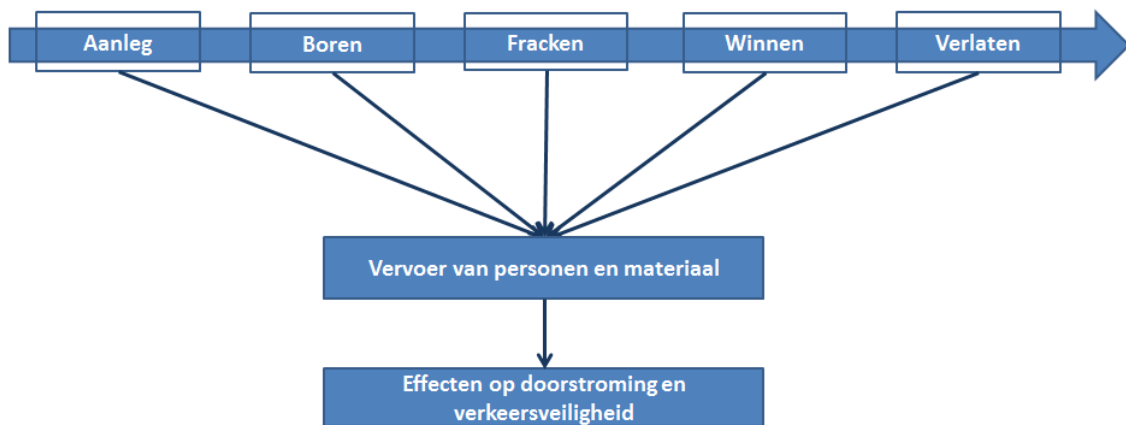 Aanleg
Boren
Fracken
Winnen
Verlaten
Vervoer van personen en materiaal
Effecten op doorstroming en
verkeersveiligheid